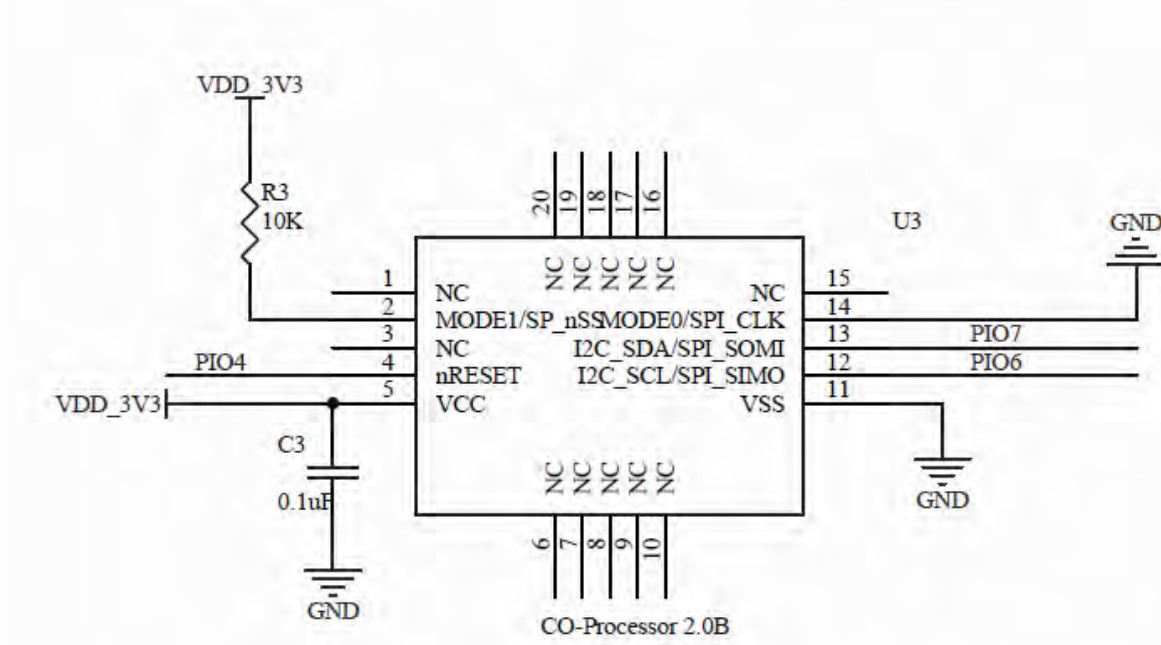 VDD_3V3
R3
10K
20
19
18
17
16
U3
GND
NC
NC
NC
NC
NC
1
NC
15
NC
2
MODE1/SP_nSS
MODE0/SPI_CLK
14
3
NC
I2C_SDA/SPI_SOMI
13
PIO7
PIO4
4
nRESET
I2C_SCL/SPI_SIMO
12
PIO6
VDD_3V3
5
VCC
VSS
11
C3
0.1uF
GND
NC
NC
NC
NC
NC
GND
6
7
8
9
10
CO-Processor 2.0B